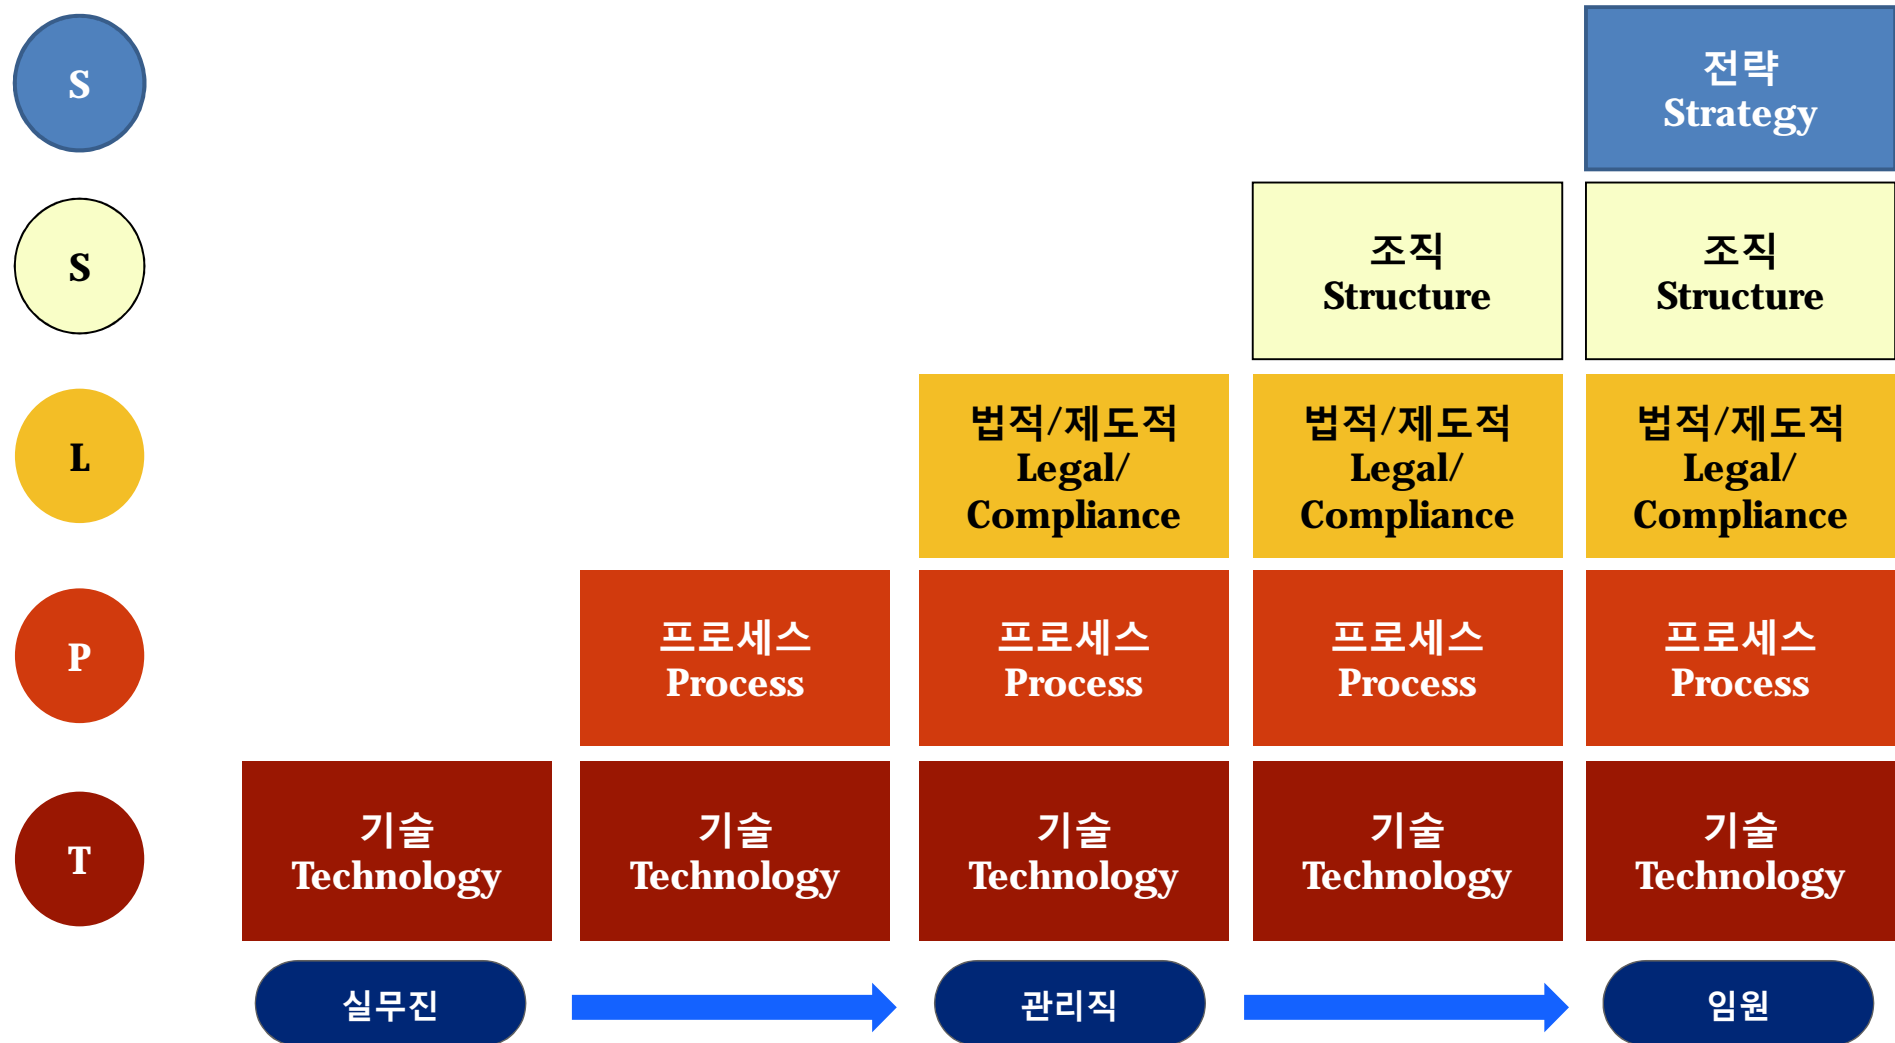 S
전략
Strategy
S
조직
Structure
조직
Structure
L
법적/제도적
Legal/
Compliance
법적/제도적
Legal/
Compliance
법적/제도적
Legal/
Compliance
P
프로세스
Process
프로세스
Process
프로세스
Process
프로세스
Process
T
기술
Technology
기술
Technology
기술
Technology
기술
Technology
기술
Technology
실무진
관리직
임원